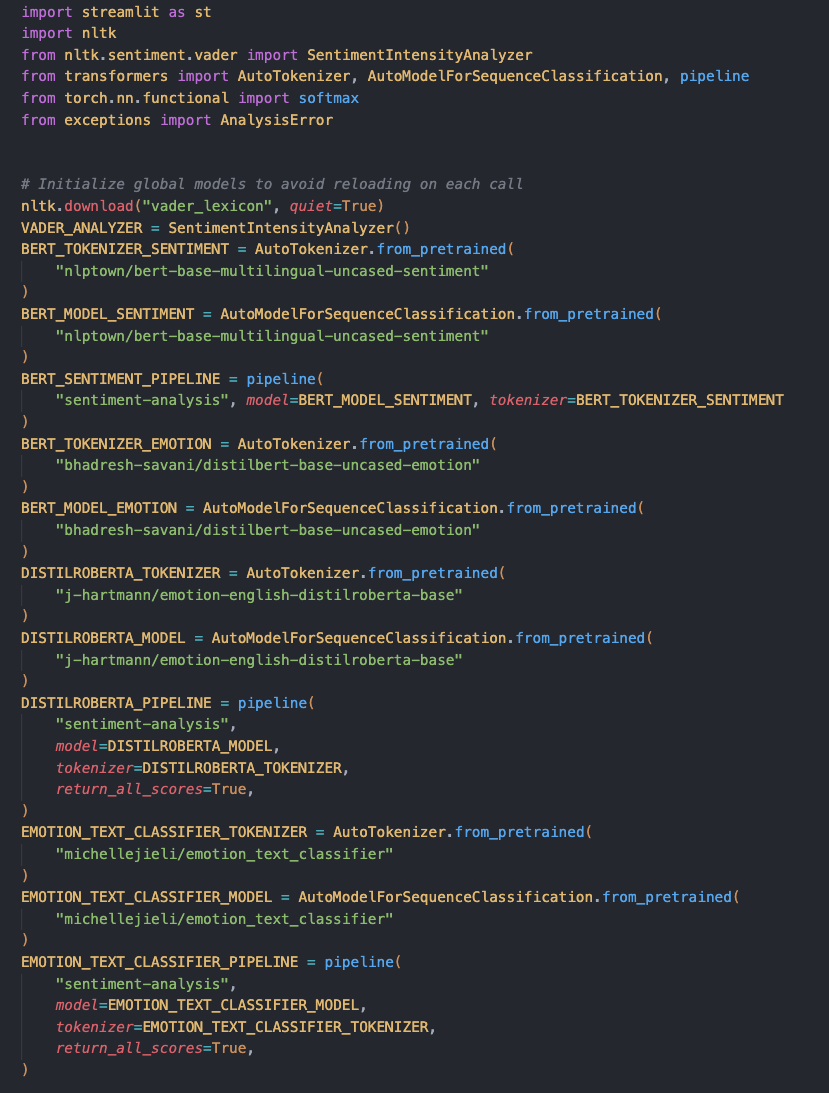 import streamlit as st
import nltk
from nltk.sentiment.vader import SentimentIntensityAnalyzer
from transformers import AutoTokenizer, AutoModelForSequenceClassification, pipeline
from torch.nn.functional import softmax
from exceptions import AnalysisError
# Initialize global models to avoid reloading on each call
nltk.download("vader_lexicon", quiet=True)
VADER_ANALYZER = SentimentIntensityAnalyzer()
BERT_TOKENIZER_SENTIMENT = AutoTokenizer.from_pretrained(
    "nlptown/bert-base-multilingual-uncased-sentiment"
)
BERT_MODEL_SENTIMENT = AutoModelForSequenceClassification.from_pretrained(
    "nlptown/bert-base-multilingual-uncased-sentiment"
)
BERT_SENTIMENT_PIPELINE = pipeline(
    "sentiment-analysis", model=BERT_MODEL_SENTIMENT, tokenizer=BERT_TOKENIZER_SENTIMENT
)
BERT_TOKENIZER_EMOTION = AutoTokenizer.from_pretrained(
    "bhadresh-savani/distilbert-base-uncased-emotion"
)
BERT_MODEL_EMOTION = AutoModelForSequenceClassification.from_pretrained(
    "bhadresh-savani/distilbert-base-uncased-emotion"
)
DISTILROBERTA_TOKENIZER = AutoTokenizer.from_pretrained(
    "j-hartmann/emotion-english-distilroberta-base"
)
DISTILROBERTA_MODEL = AutoModelForSequenceClassification.from_pretrained(
    "j-hartmann/emotion-english-distilroberta-base"
)
DISTILROBERTA_PIPELINE = pipeline(
    "sentiment-analysis",
    model=DISTILROBERTA_MODEL,
    tokenizer=DISTILROBERTA_TOKENIZER,
    return_all_scores=True,
)
EMOTION_TEXT_CLASSIFIER_TOKENIZER = AutoTokenizer.from_pretrained(
    "michellejieli/emotion_text_classifier"
)
EMOTION_TEXT_CLASSIFIER_MODEL = AutoModelForSequenceClassification.from_pretrained(
    "michellejieli/emotion_text_classifier"
)
EMOTION_TEXT_CLASSIFIER_PIPELINE = pipeline(
    "sentiment-analysis",
    model=EMOTION_TEXT_CLASSIFIER_MODEL,
    tokenizer=EMOTION_TEXT_CLASSIFIER_TOKENIZER,
    return_all_scores=True,
)